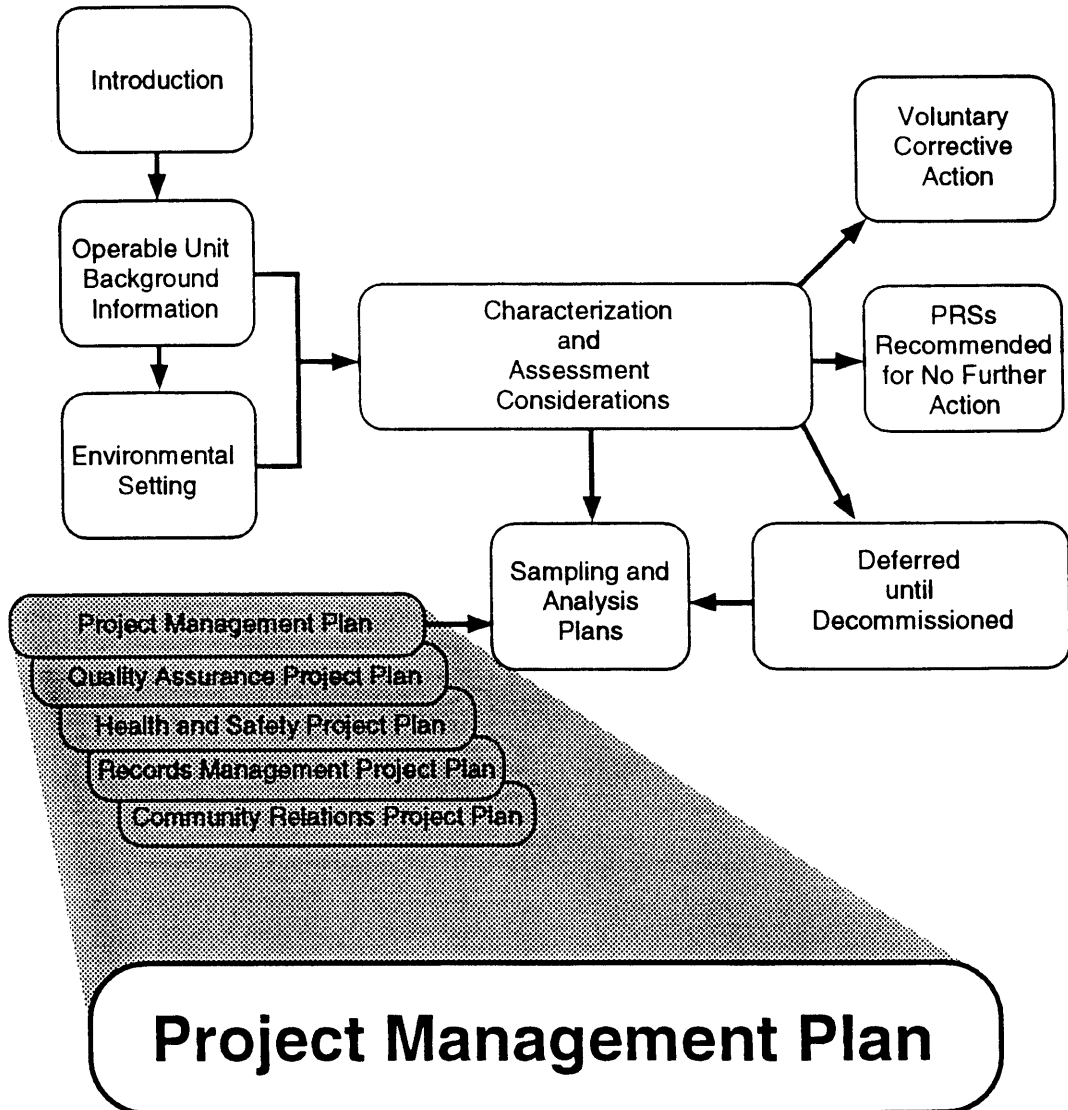 Introduction
Voluntary
Corrective
Action
Operable Unit
Background
Information
Characterization
and
Assessment
Considerations
PRSs
Recommended
for No Further
Action
Environmental
Setting
Sampling and
Analysis
Plans
Deferred
until
Decommissioned
Project Management Plan
Quality Assurance Project Plan
Health and Safety Project Plan
Records Management Project Plan
Community Relations Project Plan
Project Management Plan